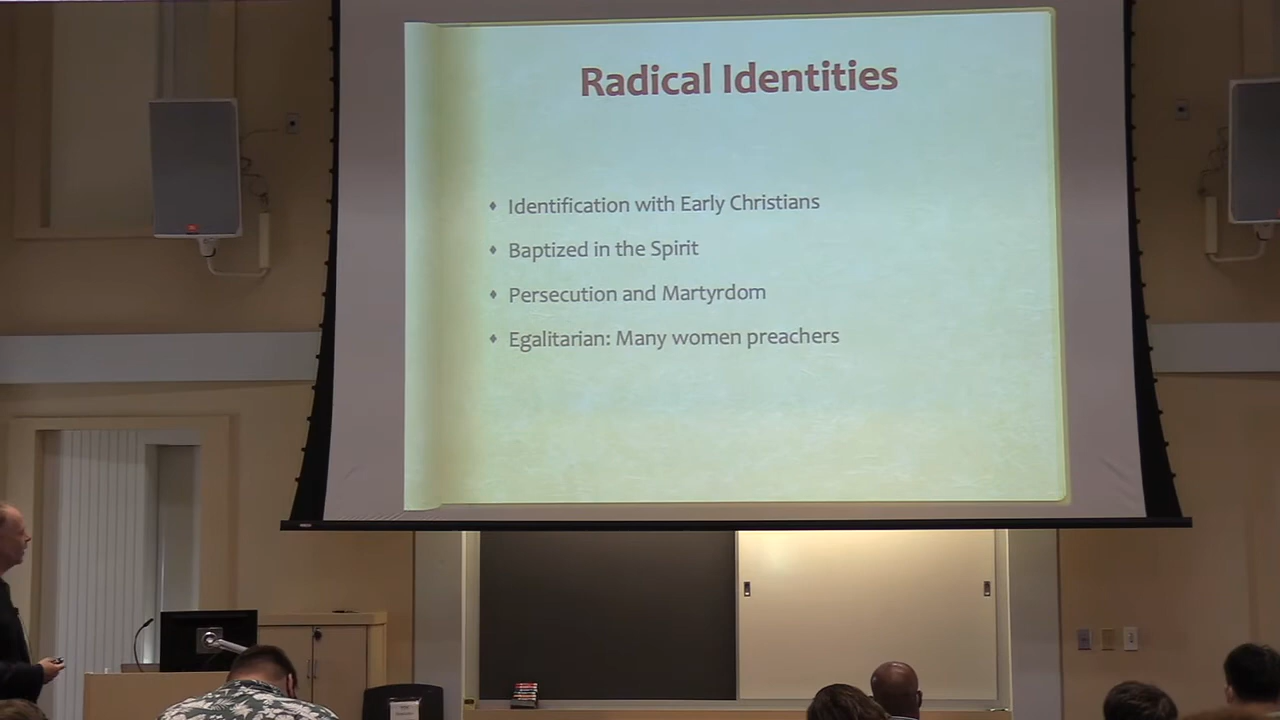 Radical Identities
Identification with Early Christians
Baptized in the Spirit
Persecution and Martyrdom
Egalitarian: Many women preachers